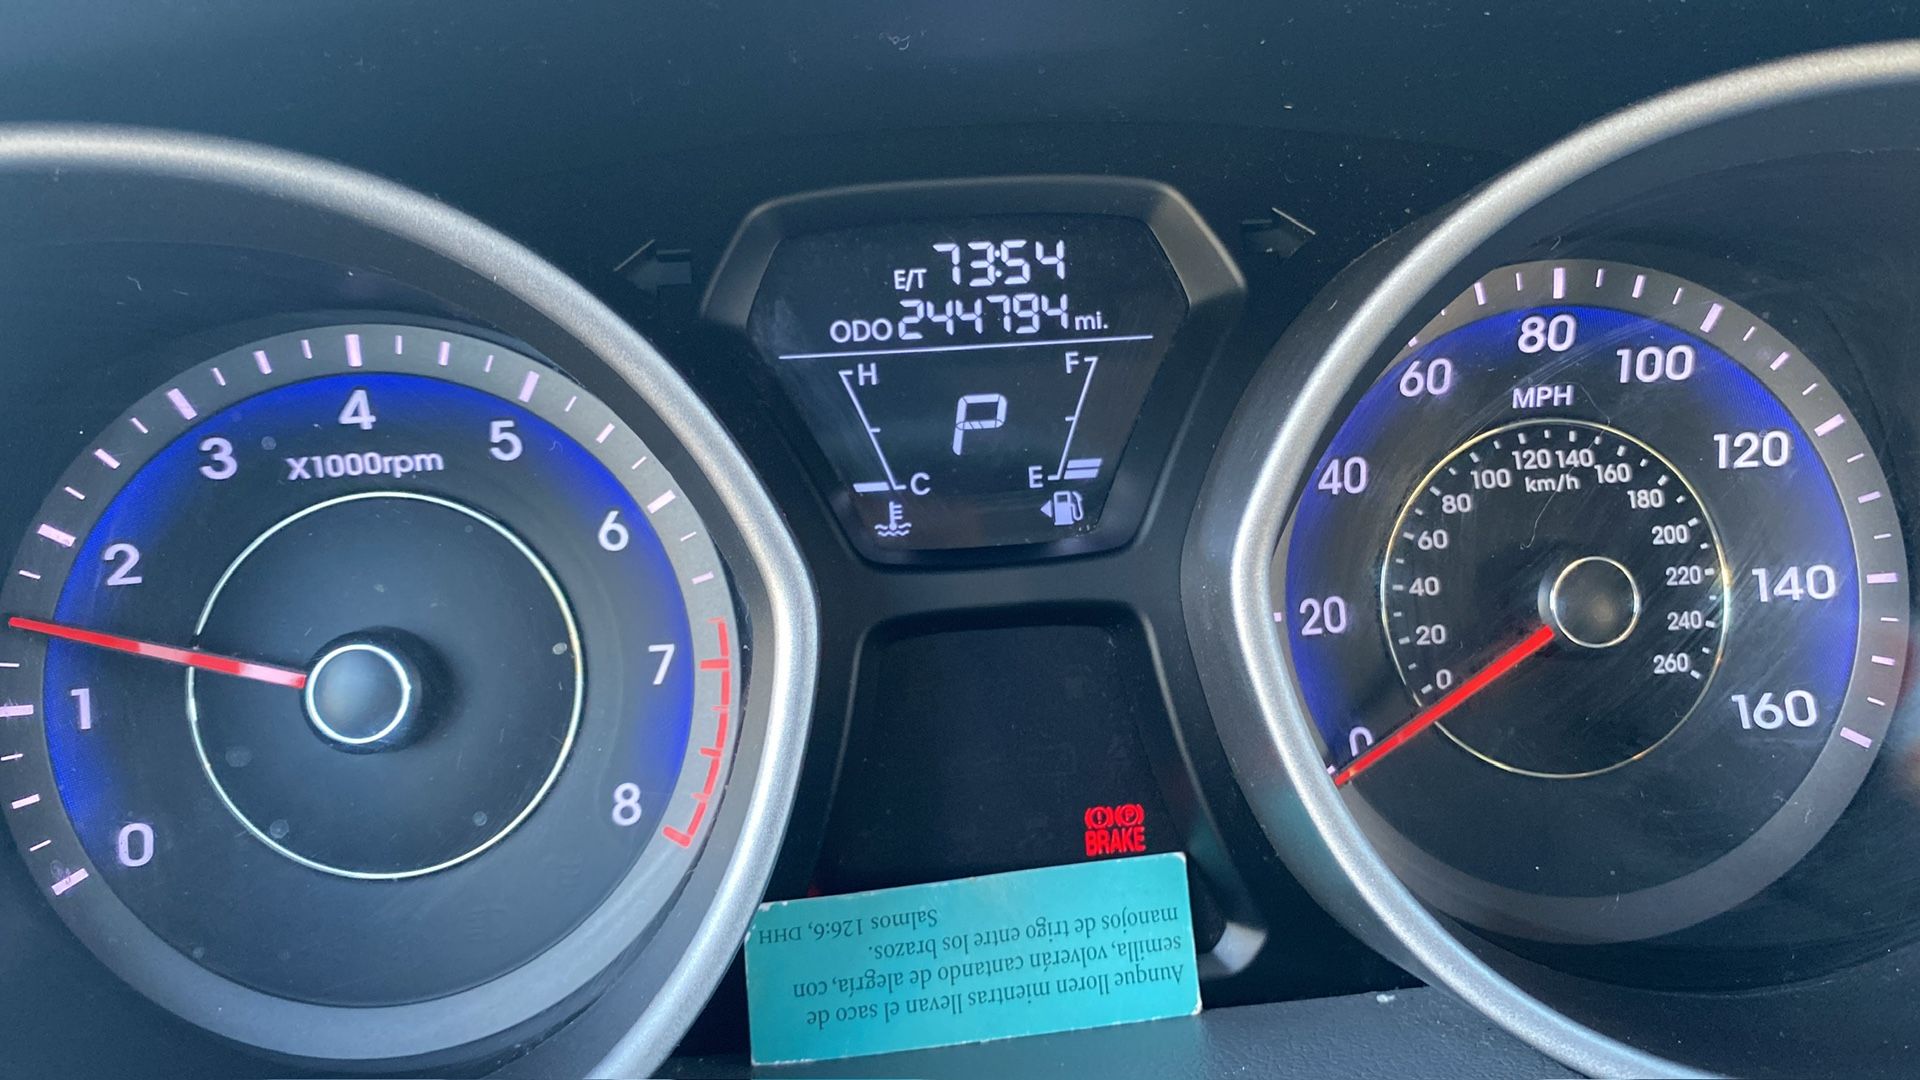 E/T 73:54
ODO 244794 mi.
H
F
P
C
E
0
1
2
3
4
5
6
7
8
X1000rpm
0
20
40
60
80
100
120
140
160
MPH
0
20
40
60
80
100
120
140
160
180
200
220
240
260
km/h
BRAKE
Aunque lloren mientras llevan el saco de
semilla, volverán cantando de alegría, con
manojos de trigo entre los brazos.
Salmos 126:6, DHH